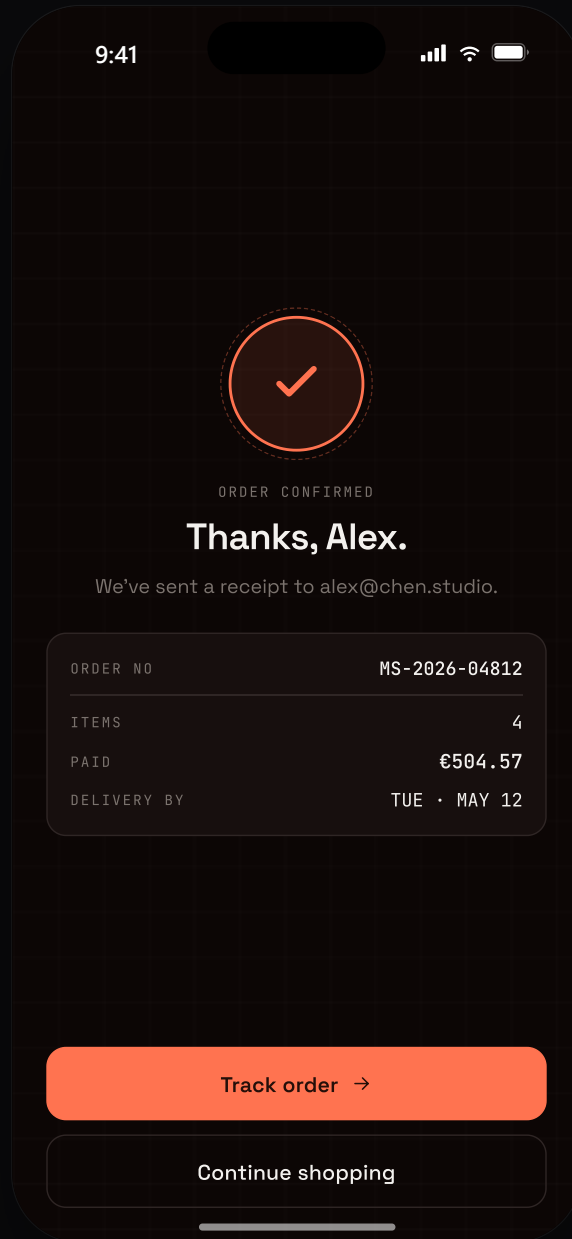 9:41
ORDER CONFIRMED
Thanks, Alex.
We've sent a receipt to alex@chen.studio.
ORDER NO MS-2026-04812
ITEMS 4
PAID €504.57
DELIVERY BY TUE · MAY 12
Track order →
Continue shopping